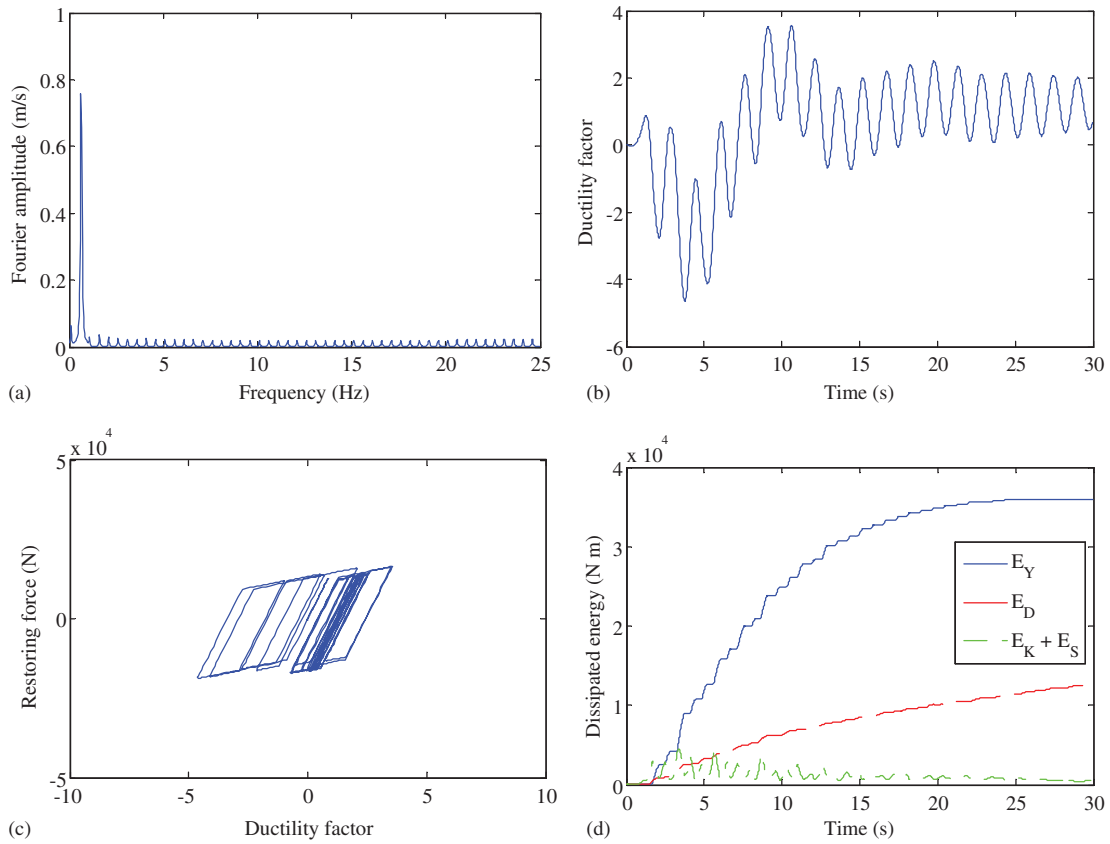 1
0.8
0.6
0.4
0.2
0
Fourier amplitude (m/s)
0 5 10 15 20 25
(a) Frequency (Hz)
4
2
0
-2
-4
-6
Ductility factor
0 5 10 15 20 25 30
(b) Time (s)
x 10^4
5
0
-5
Restoring force (N)
-10 -5 0 5 10
(c) Ductility factor
x 10^4
4
3
2
1
0
Dissipated energy (N m)
E_Y
E_D
E_K + E_S
0 5 10 15 20 25 30
(d) Time (s)